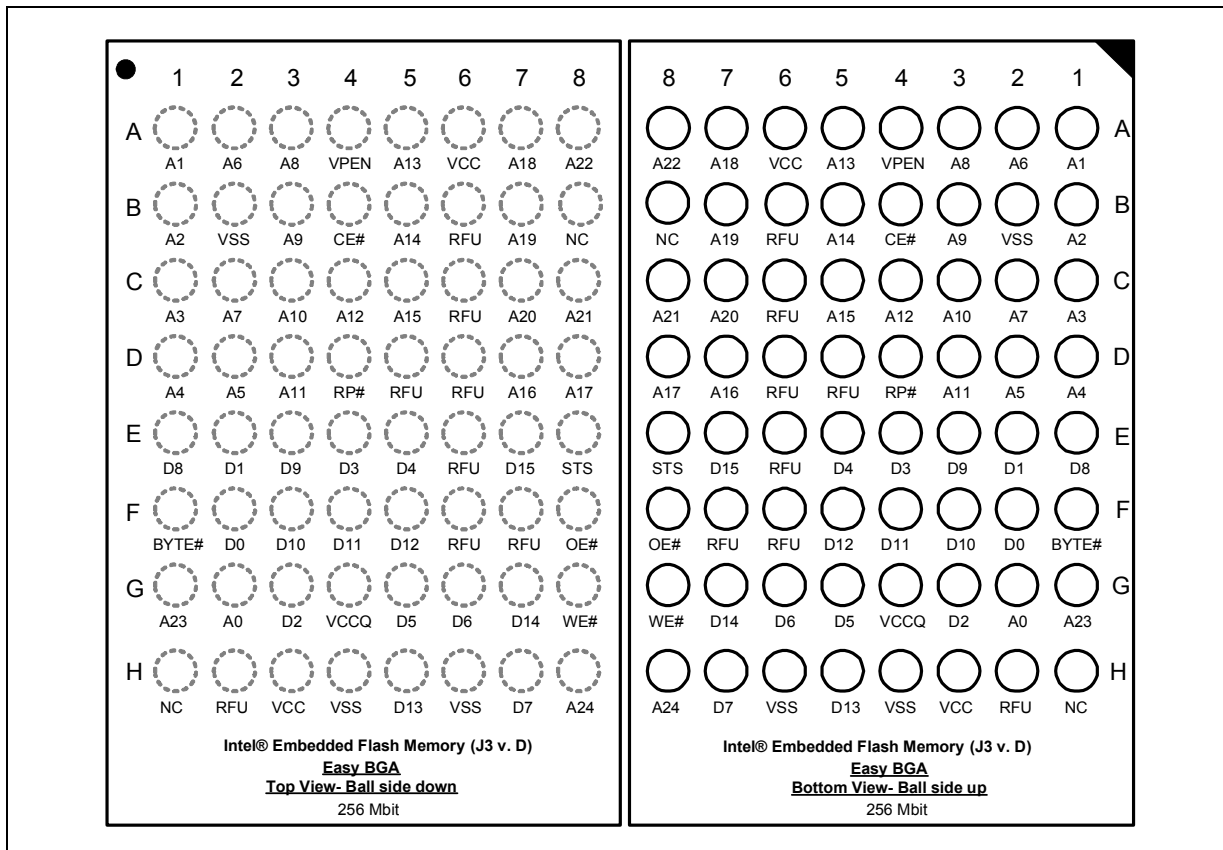 1 2 3 4 5 6 7 8
A
A1 A6 A8 VPEN A13 VCC A18 A22
B
A2 VSS A9 CE# A14 RFU A19 NC
C
A3 A7 A10 A12 A15 RFU A20 A21
D
A4 A5 A11 RP# RFU RFU A16 A17
E
D8 D1 D9 D3 D4 RFU D15 STS
F
BYTE# D0 D10 D11 D12 RFU RFU OE#
G
A23 A0 D2 VCCQ D5 D6 D14 WE#
H
NC RFU VCC VSS D13 VSS D7 A24
Intel® Embedded Flash Memory (J3 v. D)
Easy BGA
Top View- Ball side down
256 Mbit
8 7 6 5 4 3 2 1
A
A22 A18 VCC A13 VPEN A8 A6 A1
B
NC A19 RFU A14 CE# A9 VSS A2
C
A21 A20 RFU A15 A12 A10 A7 A3
D
A17 A16 RFU RFU RP# A11 A5 A4
E
STS D15 RFU D4 D3 D9 D1 D8
F
OE# RFU RFU D12 D11 D10 D0 BYTE#
G
WE# D14 D6 D5 VCCQ D2 A0 A23
H
A24 D7 VSS D13 VSS VCC RFU NC
Intel® Embedded Flash Memory (J3 v. D)
Easy BGA
Bottom View- Ball side up
256 Mbit